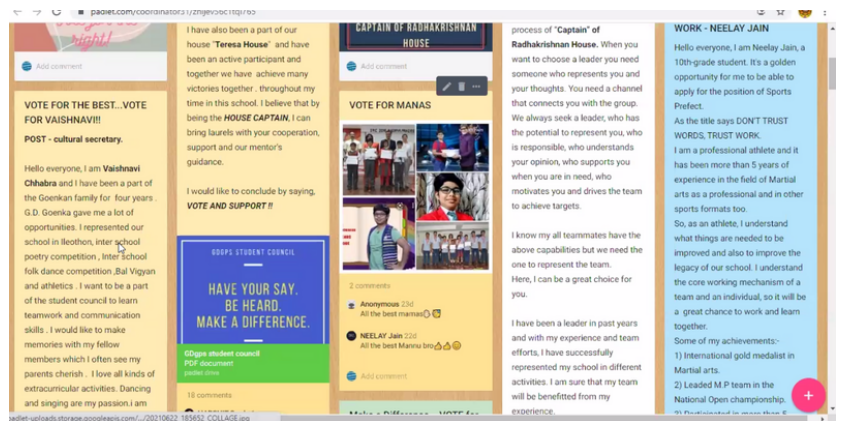 padlet.com/coordinator31/znijev56c1tqi765
right!
Add comment
VOTE FOR THE BEST...VOTE
FOR VAISHNAVI!!
POST - cultural secretary.
Hello everyone, I am Vaishnavi
Chhabra and I have been a part of
the Goenkan family for four years .
G.D. Goenka gave me a lot of
opportunities. I represented our
school in Ileothon, inter school
poetry competition , Inter school
folk dance competition ,Bal Vigyan
and athletics . I want to be a part
of the student council to learn
teamwork and communication
skills . I would like to make
memories with my fellow
members which I often see my
parents cherish . I love all kinds of
extracurricular activities. Dancing
and singing are my passion.i am
I have also been a part of our
house "Teresa House" and have
been an active participant and
together we have achieve many
victories together . throughout my
time in this school. I believe that by
being the HOUSE CAPTAIN, I can
bring laurels with your cooperation,
support and our mentor's
guidance.
I would like to conclude by saying,
VOTE AND SUPPORT !!
GDGPS STUDENT COUNCIL
HAVE YOUR SAY.
BE HEARD.
MAKE A DIFFERENCE.
GDgps student council
PDF document
padlet drive
18 comments
CAPTAIN OF RADHAKRISHNAN
HOUSE
Add comment
VOTE FOR MANAS
2 comments
Anonymous 23d
All the best mamas
NEELAY Jain 22d
All the best Mannu bro
Add comment
Make a Difference - VOTE for
process of "Captain" of
Radhakrishnan House. When you
want to choose a leader you need
someone who represents you and
your thoughts. You need a channel
that connects you with the group.
We always seek a leader, who has
the potential to represent you, who
is responsible, who understands
your opinion, who supports you
when you are in need, who
motivates you and drives the team
to achieve targets.
I know my all teammates have the
above capabilities but we need the
one to represent the team.
Here, I can be a great choice for
you.
I have been a leader in past years
and with my experience and team
efforts, I have successfully
represented my school in different
activities. I am sure that my team
will be benefitted from my
experience.
WORK - NEELAY JAIN
Hello everyone, I am Neelay Jain, a
10th-grade student. It's a golden
opportunity for me to be able to
apply for the position of Sports
Prefect.
As the title says DON'T TRUST
WORDS, TRUST WORK.
I am a professional athlete and it
has been more than 5 years of
experience in the field of Martial
arts as a professional and in other
sports formats too.
So, as an athlete, I understand
what things are needed to be
improved and also to improve the
legacy of our school. I understand
the core working mechanism of a
team and an individual, so it will be
a great chance to work and learn
together.
Some of my achievements:-
1) International gold medalist in
Martial arts.
2) Leaded M.P team in the
National Open championship.
3) Participated in more than 5
padlet-uploads.storage.googleapis.com/.../20210622_185652_COLLAGE.jpg